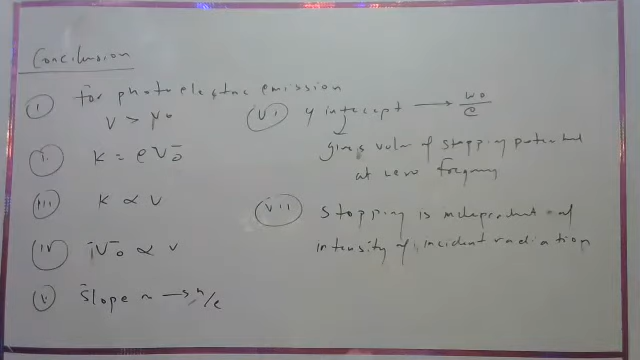 Concilusion
(i) For photoelectric emission
ν > ν₀
ii. K = eV₀
(iii) K ∝ ν
(iv) V₀ ∝ ν
(v) Slope → h/e
(vi) y intercept → w₀/e
gives value of stopping potential
at zero frequency
(vii) Stopping is independent of
intensity of incident radiation